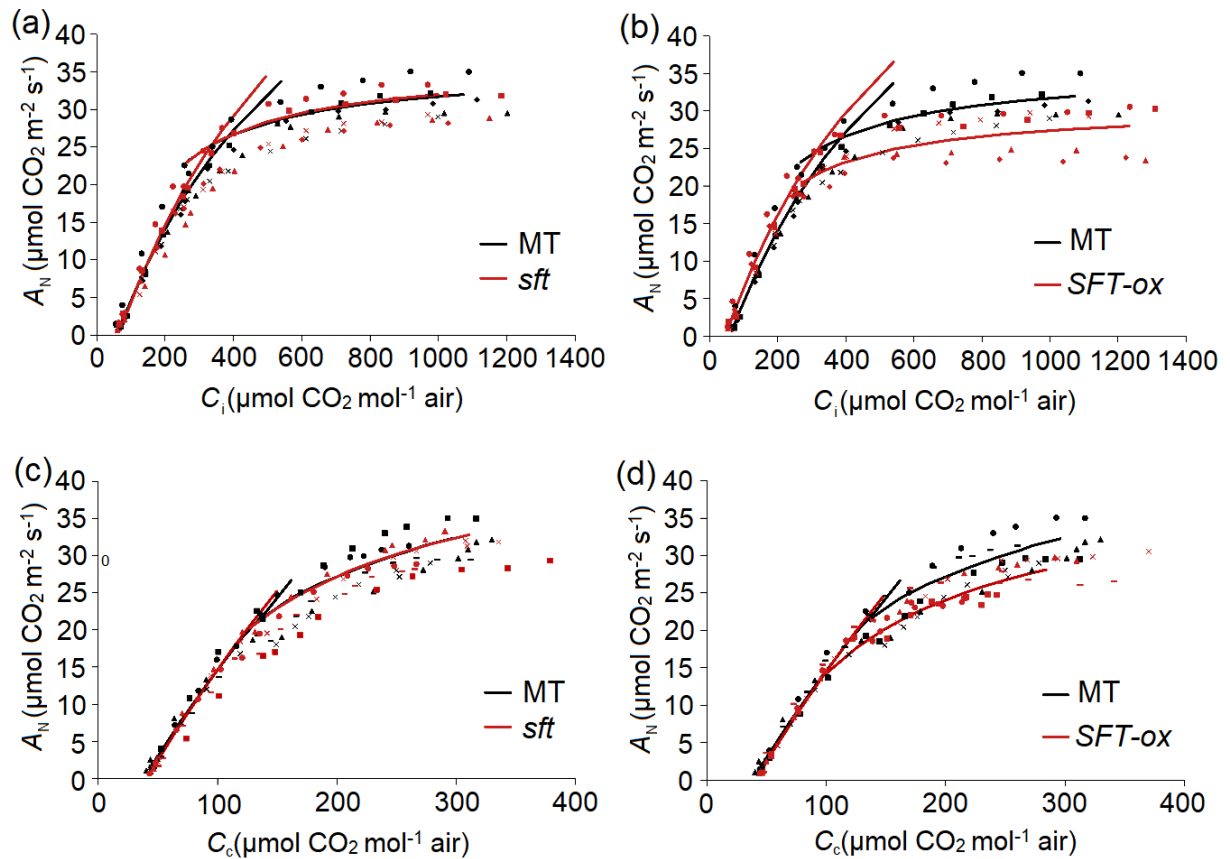 (a)
40
35
30
25
20
15
10
5
0
A_N (µmol CO₂ m⁻² s⁻¹)
MT
sft
0 200 400 600 800 1000 1200 1400
C_i (µmol CO₂ mol⁻¹ air)
(b)
40
35
30
25
20
15
10
5
0
A_N (µmol CO₂ m⁻² s⁻¹)
MT
SFT-ox
0 200 400 600 800 1000 1200 1400
C_i (µmol CO₂ mol⁻¹ air)
(c)
40
35
30
25
20
15
10
5
0
0
A_N (µmol CO₂ m⁻² s⁻¹)
MT
sft
0 100 200 300 400
C_c (µmol CO₂ mol⁻¹ air)
(d)
40
35
30
25
20
15
10
5
0
A_N (µmol CO₂ m⁻² s⁻¹)
MT
SFT-ox
0 100 200 300 400
C_c (µmol CO₂ mol⁻¹ air)